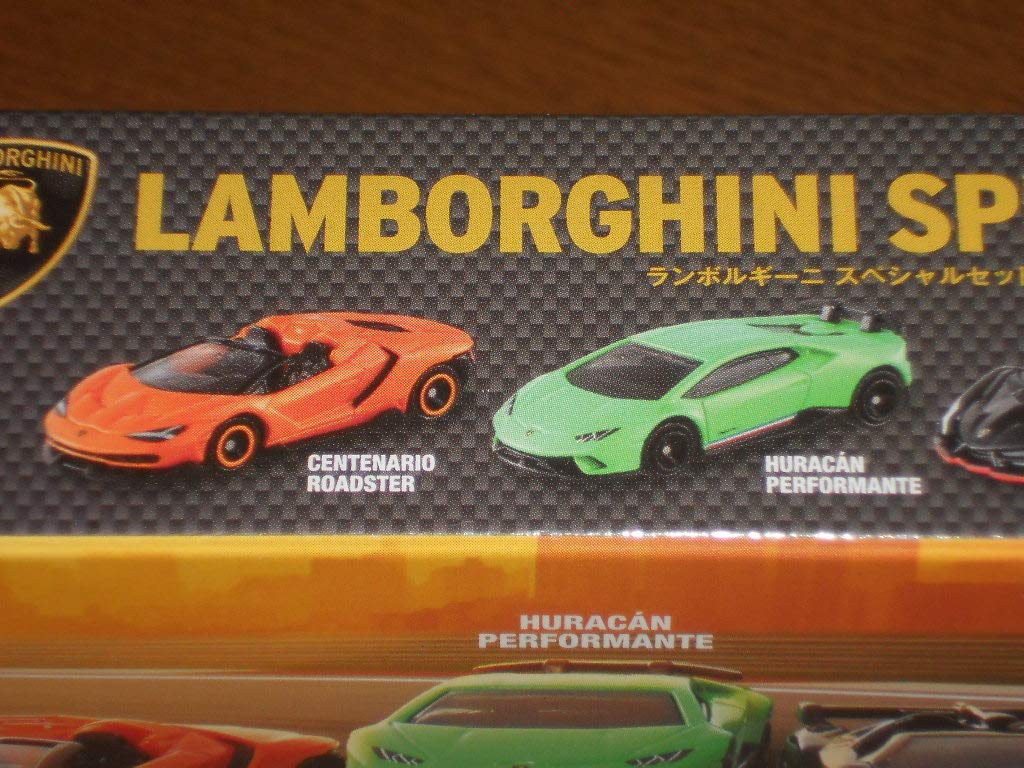 ORGHINI
LAMBORGHINI SP
ランボルギーニ スペシャルセット
CENTENARIO
ROADSTER
HURACÁN
PERFORMANTE
HURACÁN
PERFORMANTE